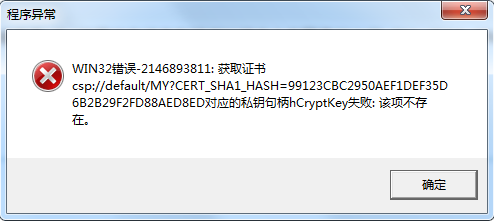 程序异常
WIN32错误-2146893811: 获取证书
csp://default/MY?CERT_SHA1_HASH=99123CBC2950AEF1DEF35D
6B2B29F2FD88AED8ED对应的私钥句柄hCryptKey失败: 该项不存
在。
确定